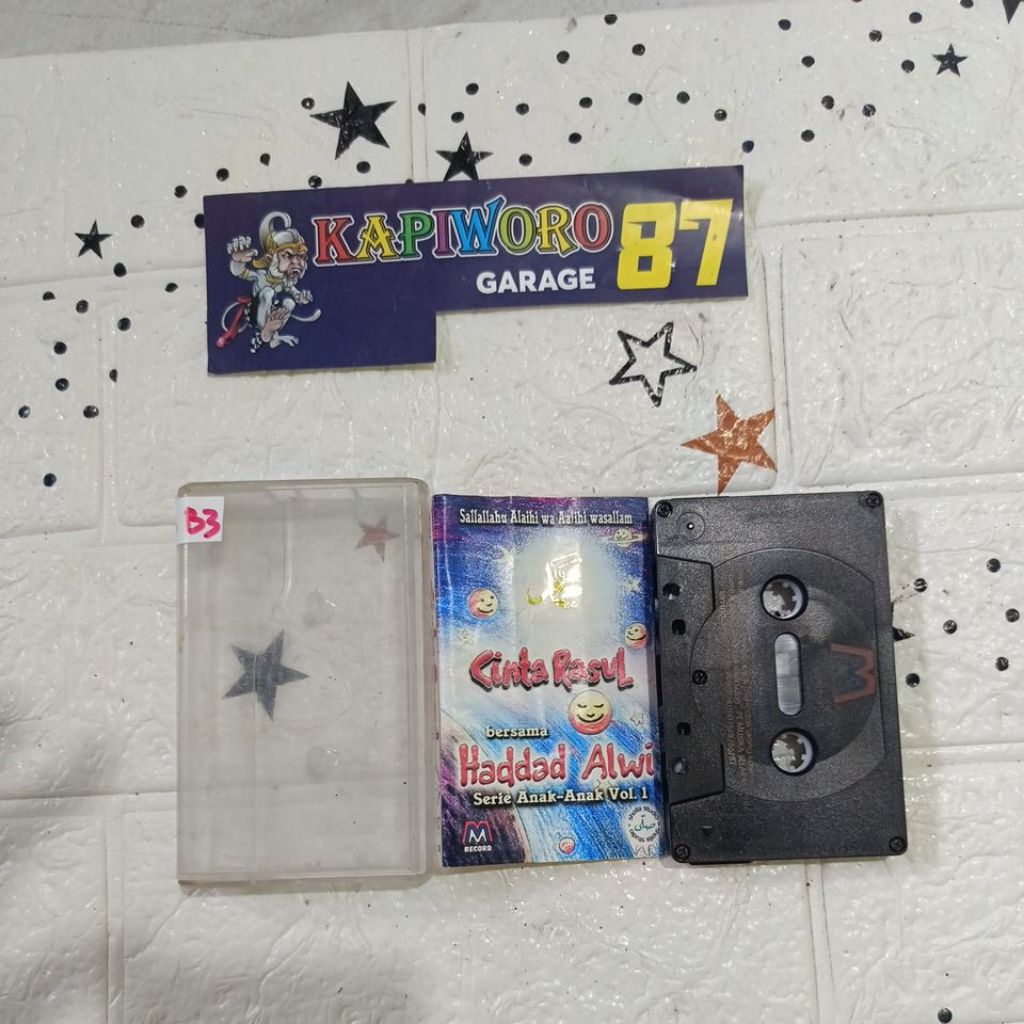 KAPIWORO 87
GARAGE
B3
Sallallahu Alaihi wa Aalihi wasallam
Cinta Rasul
bersama
Haddad Alwi
Serie Anak-Anak Vol. 1
M
RECORD
M